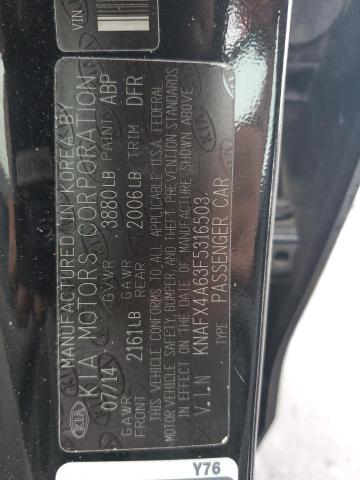 MANUFACTURED IN KOREA BY
KIA MOTORS CORPORATION
07/14 GVWR 3880LB PAINT ABP
GAWR FRONT 2161LB GAWR REAR 2006LB TRIM DFR
THIS VEHICLE CONFORMS TO ALL APPLICABLE U.S.A FEDERAL
MOTOR VEHICLE SAFETY, BUMPER, AND THEFT PREVENTION STANDARDS
IN EFFECT ON THE DATE OF MANUFACTURE SHOWN ABOVE
V.I.N KNAFX4A63F5316503
TYPE: PASSENGER CAR
KIA
Y76
VIN